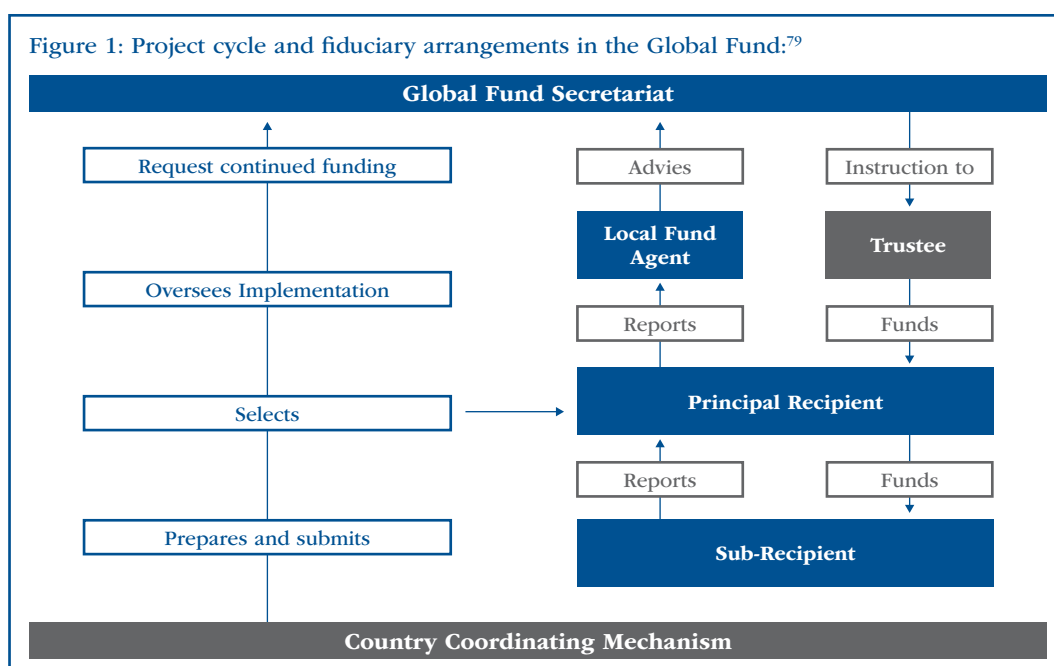 Figure 1: Project cycle and fiduciary arrangements in the Global Fund:79
Global Fund Secretariat
Request continued funding
Advies
Instruction to
Local Fund
Agent
Trustee
Oversees Implementation
Reports
Funds
Selects
Principal Recipient
Reports
Funds
Prepares and submits
Sub-Recipient
Country Coordinating Mechanism